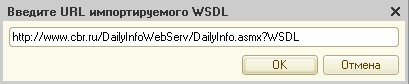 Введите URL импортируемого WSDL
http://www.cbr.ru/DailyInfoWebServ/DailyInfo.asmx?WSDL
OK Отмена